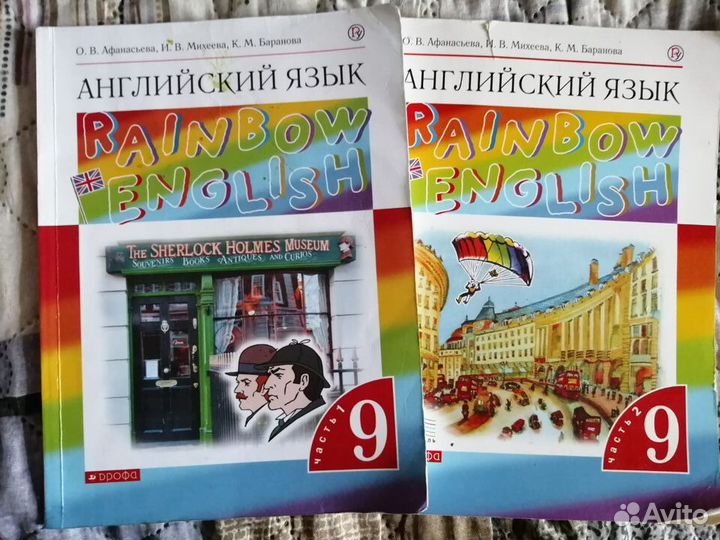 О. В. Афанасьева, И. В. Михеева, К. М. Баранова
АНГЛИЙСКИЙ ЯЗЫК
RAINBOW
ENGLISH
THE SHERLOCK HOLMES MUSEUM
SOUVENIRS BOOKS ANTIQUES AND CURIOS
часть 1
9
дрофа
О. В. Афанасьева, И. В. Михеева, К. М. Баранова
АНГЛИЙСКИЙ ЯЗЫК
RAINBOW
ENGLISH
часть 2
9
Avito